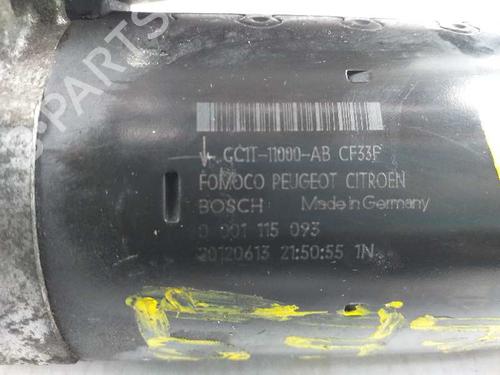 GC1T-11000-AB CF33F
FOMOCO PEUGEOT CITROEN
BOSCH Made in Germany
0 001 115 093
20120613 21:50:55 1N